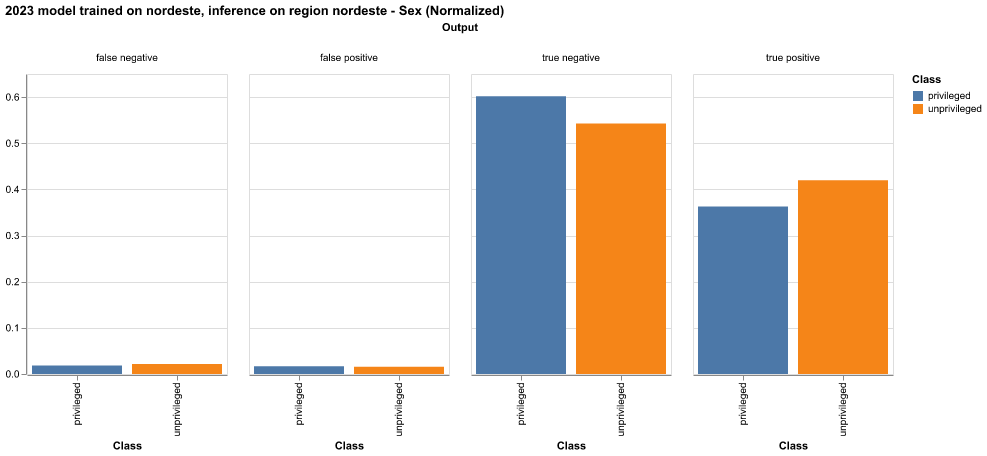 2023 model trained on nordeste, inference on region nordeste - Sex (Normalized)
Output
false negative
false positive
true negative
true positive
Class
privileged
unprivileged
0.6
0.5
0.4
0.3
0.2
0.1
0.0
privileged
unprivileged
privileged
unprivileged
privileged
unprivileged
privileged
unprivileged
Class
Class
Class
Class